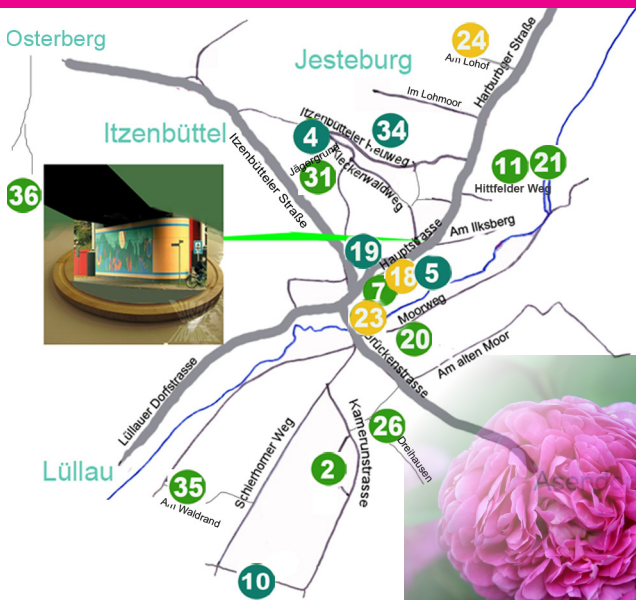 Osterberg
24
Am Lohof
Harburger Straße
Jesteburg
Im Lohmoor
Itzenbüttel
Itzenbütteler Heuweg
4
34
Itzenbütteler Straße
Jägergrund
Kleckerwaldweg
31
11
21
Hittfelder Weg
36
Am Ilksberg
Hauptstrasse
19
18
5
7
23
Moorweg
20
Brückenstrasse
Am alten Moor
Lüllauer Dorfstrasse
Kamerunstrasse
26
Dreihausen
Schierhorner Weg
2
Lüllau
35
Am Waldrand
10